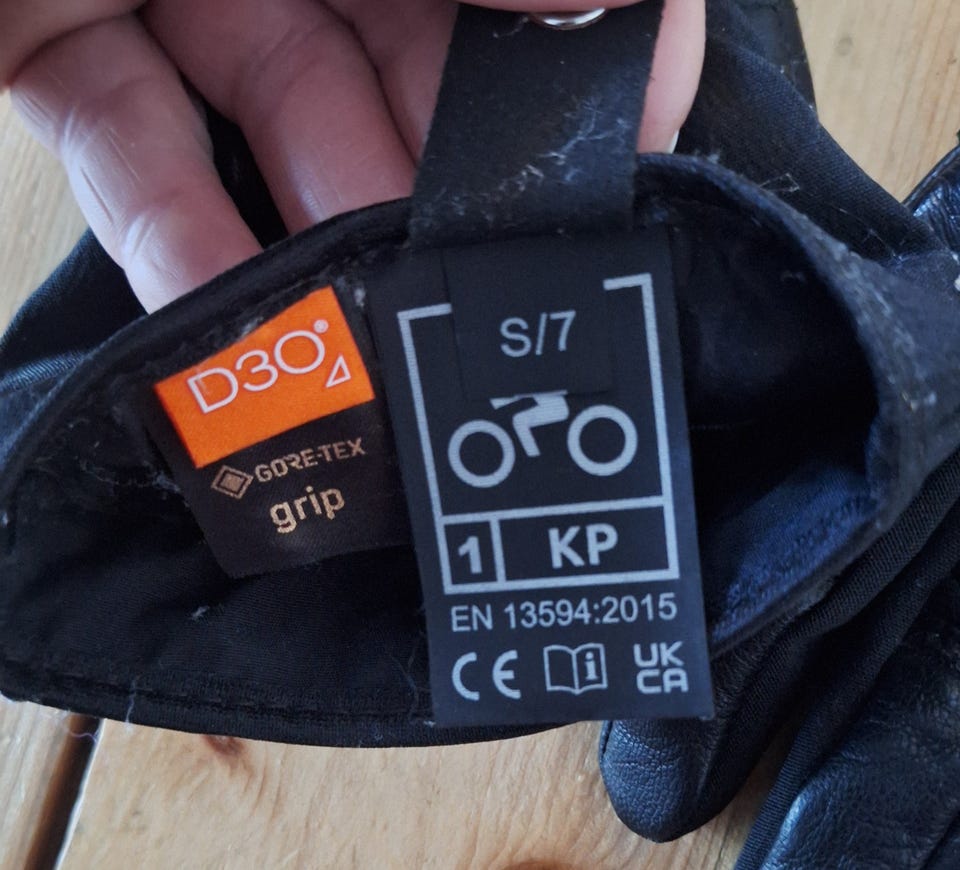 D3O®
GORE-TEX
grip
S/7
1 KP
EN 13594:2015
CE i UK
CA